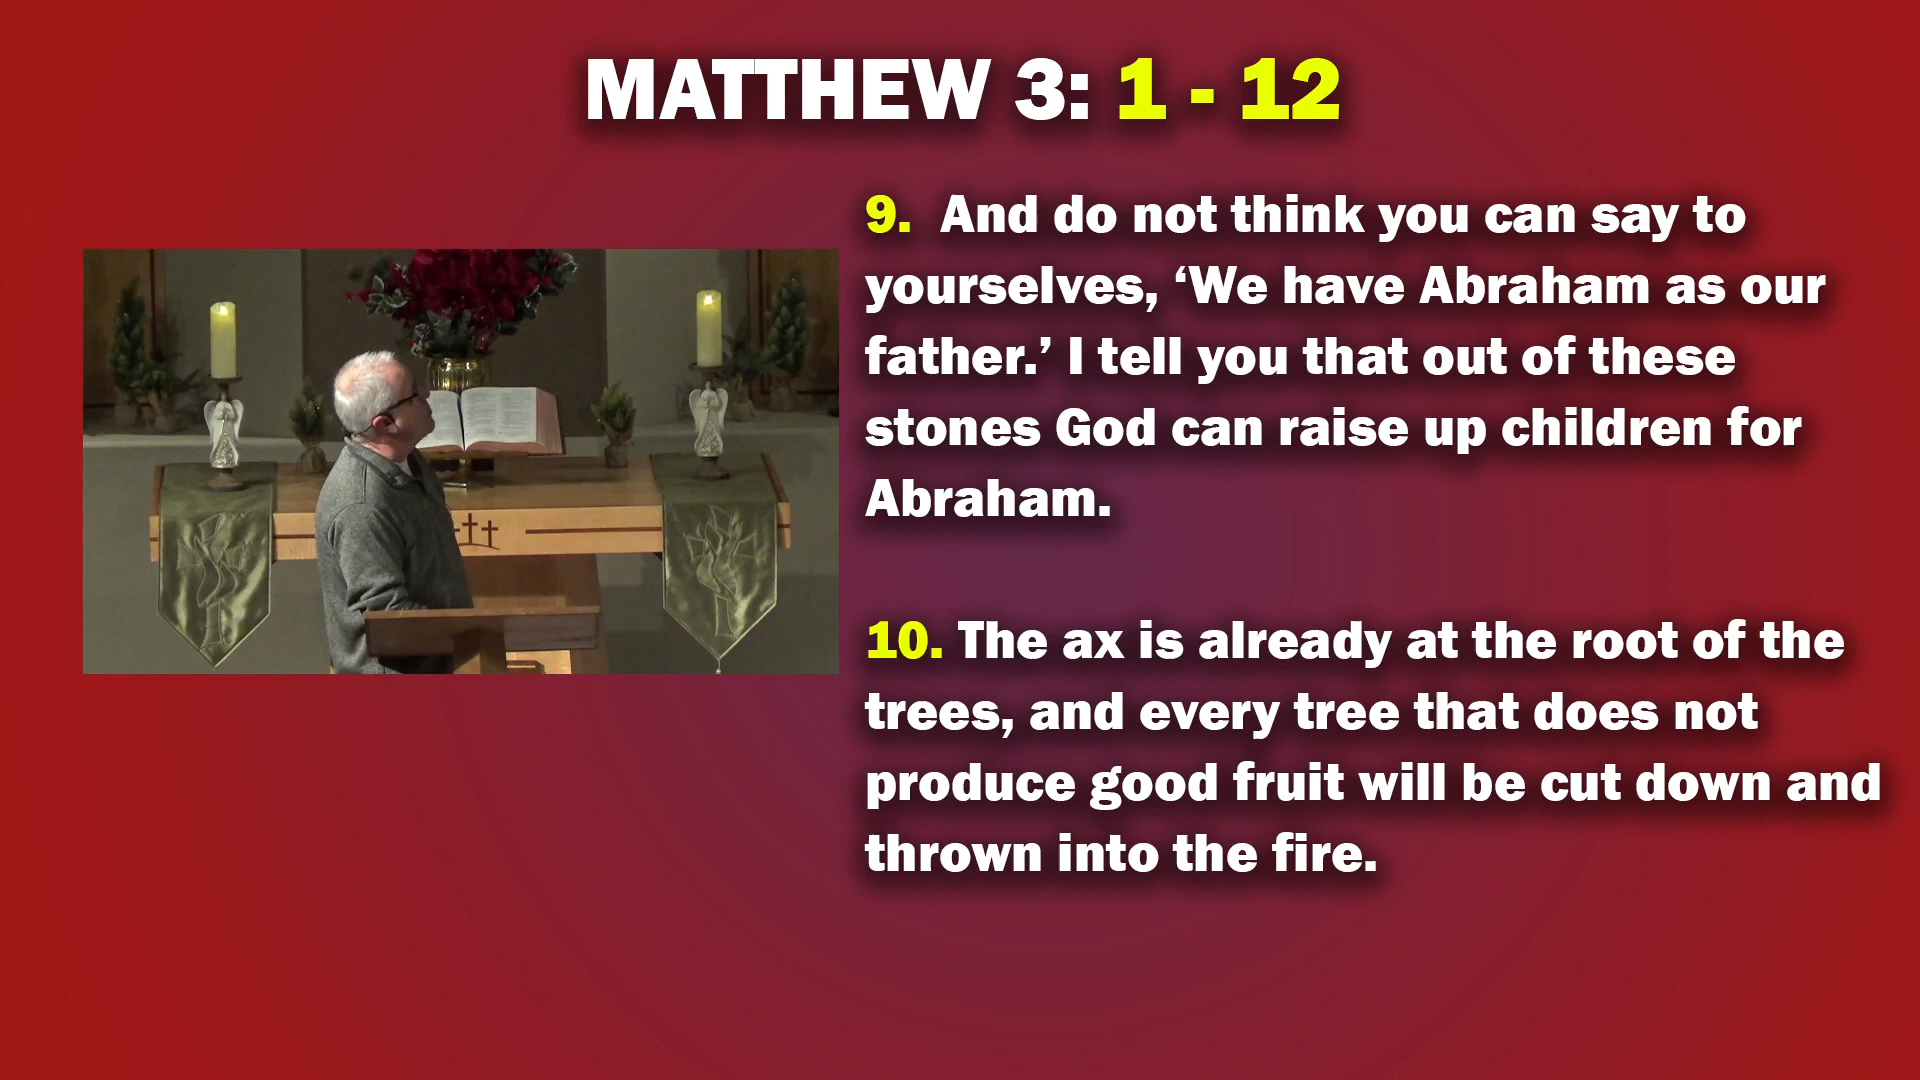 MATTHEW 3: 1 - 12
9. And do not think you can say to
yourselves, ‘We have Abraham as our
father.’ I tell you that out of these
stones God can raise up children for
Abraham.
10. The ax is already at the root of the
trees, and every tree that does not
produce good fruit will be cut down and
thrown into the fire.